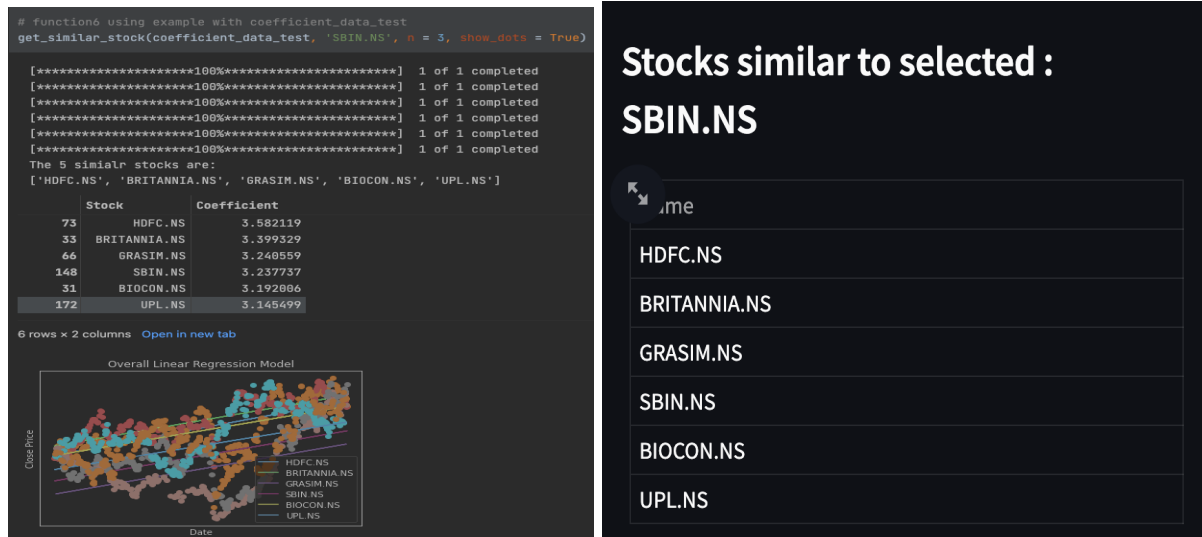 # function6 using example with coefficient_data_test
get_similar_stock(coefficient_data_test, 'SBIN.NS', n = 3, show_dots = True)
[*********************100%***********************]  1 of 1 completed
[*********************100%***********************]  1 of 1 completed
[*********************100%***********************]  1 of 1 completed
[*********************100%***********************]  1 of 1 completed
[*********************100%***********************]  1 of 1 completed
[*********************100%***********************]  1 of 1 completed
The 5 simialr stocks are:
['HDFC.NS', 'BRITANNIA.NS', 'GRASIM.NS', 'BIOCON.NS', 'UPL.NS']
Stock Coefficient
73 HDFC.NS 3.582119
33 BRITANNIA.NS 3.399329
66 GRASIM.NS 3.240559
148 SBIN.NS 3.237737
31 BIOCON.NS 3.192006
172 UPL.NS 3.145499
6 rows × 2 columns Open in new tab
Overall Linear Regression Model
Close Price
HDFC.NS
BRITANNIA.NS
GRASIM.NS
SBIN.NS
BIOCON.NS
UPL.NS
Date
Stocks similar to selected :
SBIN.NS
HDFC.NS
BRITANNIA.NS
GRASIM.NS
SBIN.NS
BIOCON.NS
UPL.NS